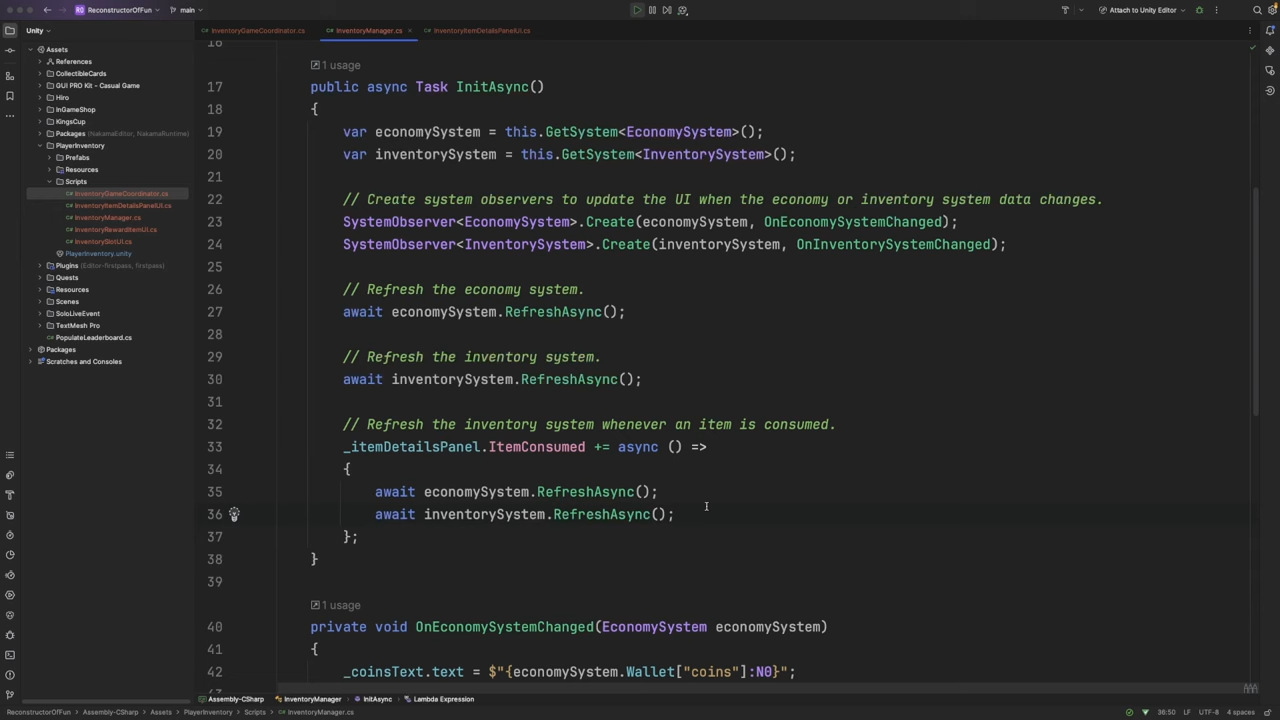 RO ReconstructorOfFun main Attach to Unity Editor
Unity InventoryGameCoordinator.cs InventoryManager.cs InventoryItemDetailsPanelUI.cs
Assets
References
CollectibleCards
GUI PRO Kit - Casual Game
Hiro
InGameShop
KingsCup
Packages (NakamaEditor, NakamaRuntime)
PlayerInventory
Prefabs
Resources
Scripts
InventoryGameCoordinator.cs
InventoryItemDetailsPanelUI.cs
InventoryManager.cs
InventoryRewardItemUI.cs
InventorySlotUI.cs
PlayerInventory.unity
Plugins (Editor-firstpass, firstpass)
Quests
Resources
Scenes
SoloLiveEvent
TextMesh Pro
PopulateLeaderboard.cs
Packages
Scratches and Consoles
16
1 usage
17 public async Task InitAsync()
18 {
19 var economySystem = this.GetSystem<EconomySystem>();
20 var inventorySystem = this.GetSystem<InventorySystem>();
21
22 // Create system observers to update the UI when the economy or inventory system data changes.
23 SystemObserver<EconomySystem>.Create(economySystem, OnEconomySystemChanged);
24 SystemObserver<InventorySystem>.Create(inventorySystem, OnInventorySystemChanged);
25
26 // Refresh the economy system.
27 await economySystem.RefreshAsync();
28
29 // Refresh the inventory system.
30 await inventorySystem.RefreshAsync();
31
32 // Refresh the inventory system whenever an item is consumed.
33 _itemDetailsPanel.ItemConsumed += async () =>
34 {
35 await economySystem.RefreshAsync();
36 await inventorySystem.RefreshAsync();
37 };
38 }
39
1 usage
40 private void OnEconomySystemChanged(EconomySystem economySystem)
41 {
42 _coinsText.text = $"{economySystem.Wallet["coins"]:N0}";
Assembly-CSharp InventoryManager InitAsync Lambda Expression
ReconstructorOfFun > Assembly-CSharp > Assets > PlayerInventory > Scripts > InventoryManager.cs 36:50 LF UTF-8 4 spaces